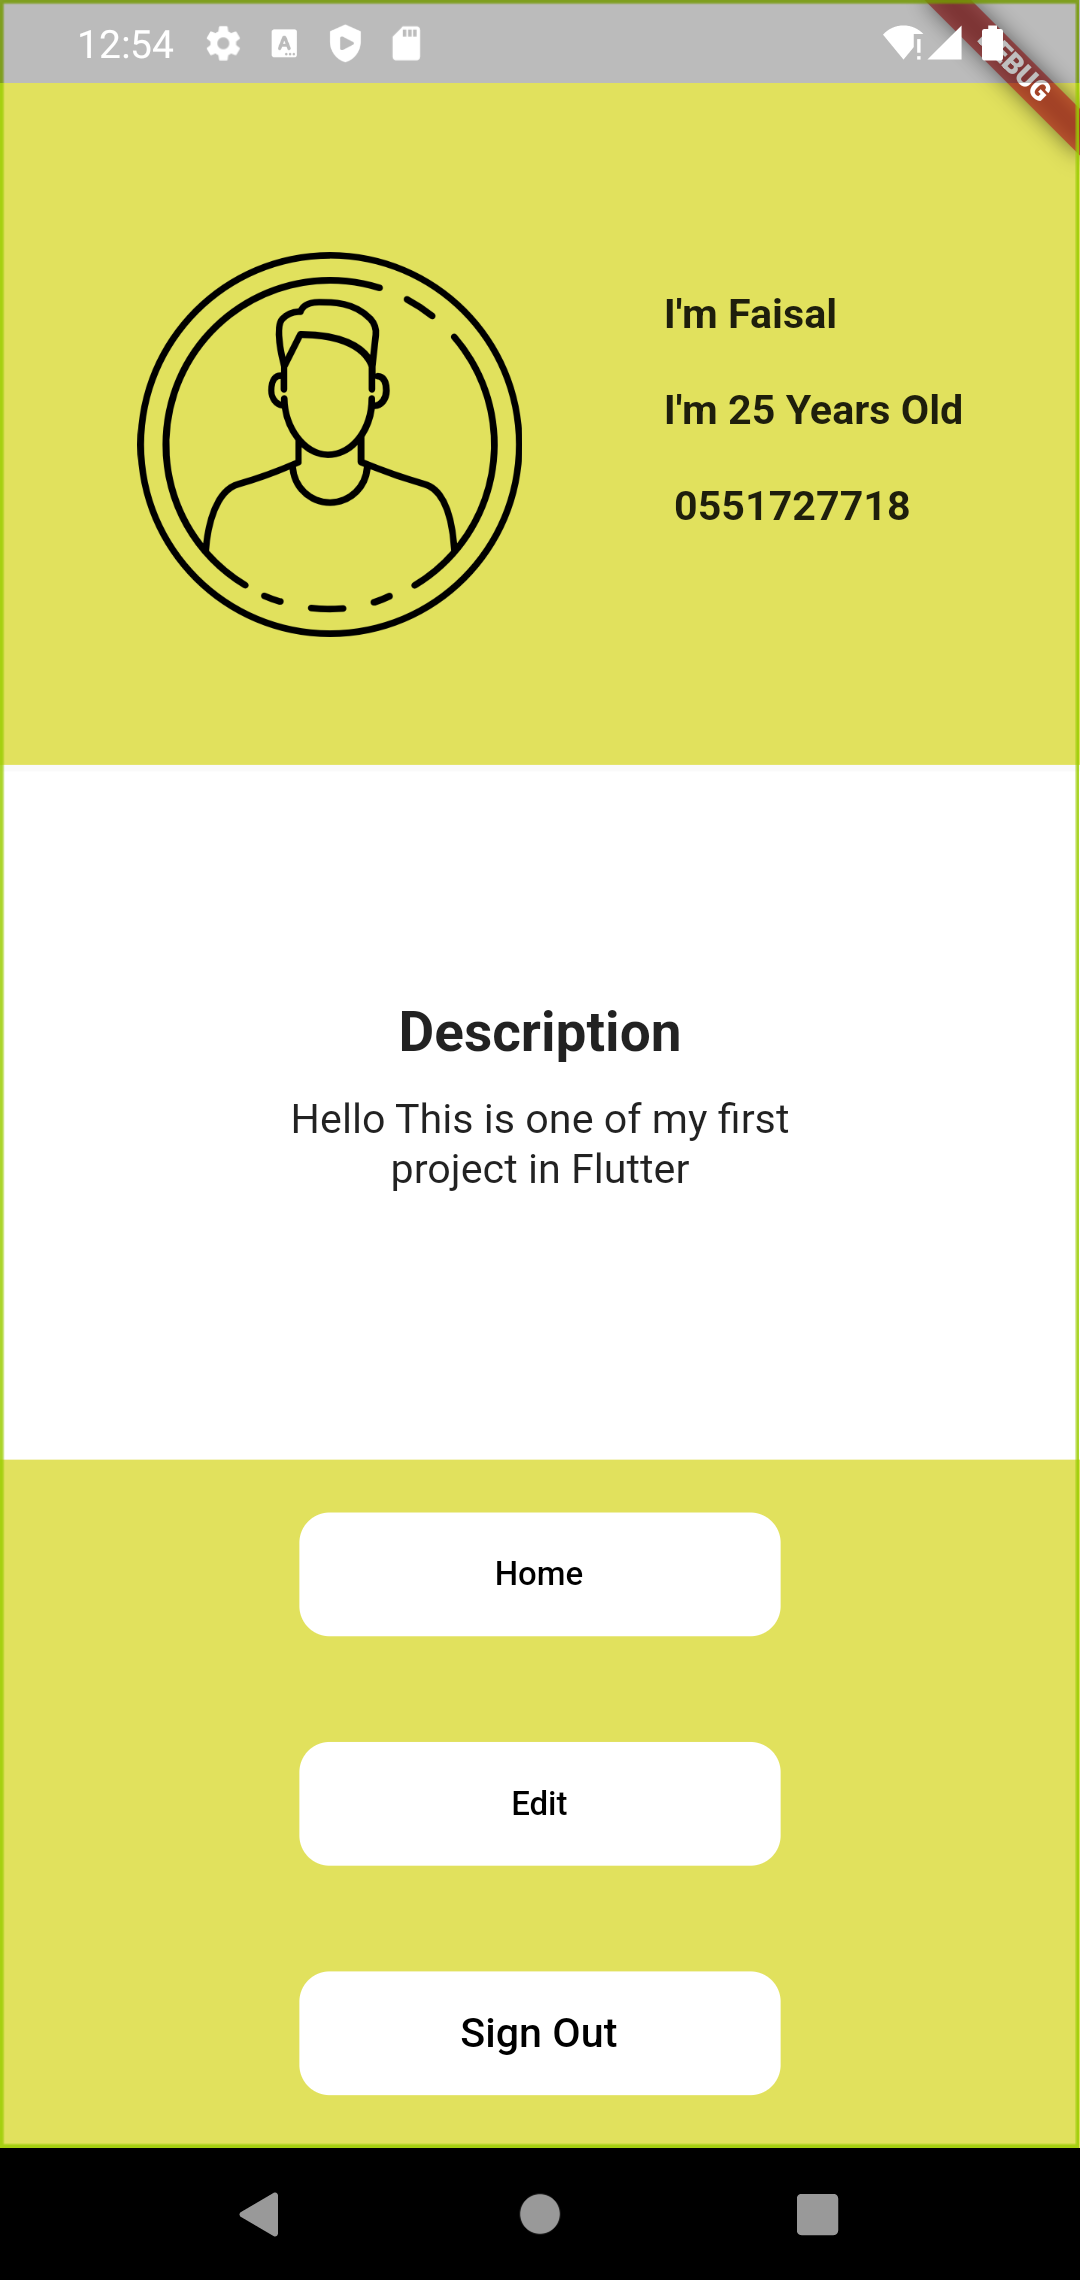 12:54
DEBUG
I'm Faisal
I'm 25 Years Old
0551727718
Description
Hello This is one of my first
project in Flutter
Home
Edit
Sign Out